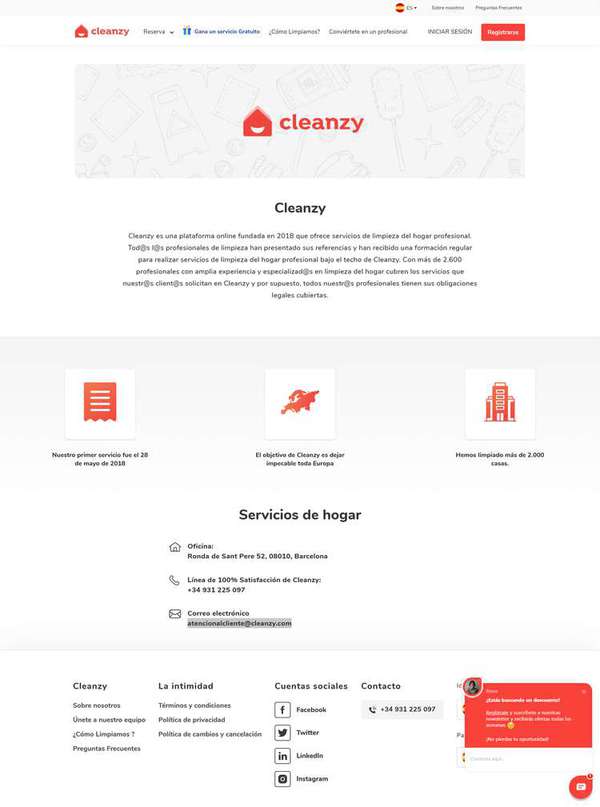 ES
Sobre nosotros
Preguntas Frecuentes
cleanzy
Reserva
Gana un servicio Gratuito
¿Cómo Limpiamos?
Conviértete en un profesional
INICIAR SESIÓN
Registrarse
cleanzy
Cleanzy
Cleanzy es una plataforma online fundada en 2018 que ofrece servicios de limpieza del hogar profesional.
Tod@s l@s profesionales de limpieza han presentado sus referencias y han recibido una formación regular
para realizar servicios de limpieza del hogar profesional bajo el techo de Cleanzy. Con más de 2.600
profesionales con amplia experiencia y especializad@s en limpieza del hogar cubren los servicios que
nuestr@s client@s solicitan en Cleanzy y por supuesto, todos nuestr@s profesionales tienen sus obligaciones
legales cubiertas.
Nuestro primer servicio fue el 28
de mayo de 2018
El objetivo de Cleanzy es dejar
impecable toda Europa
Hemos limpiado más de 2.000
casas.
Servicios de hogar
Oficina:
Ronda de Sant Pere 52, 08010, Barcelona
Línea de 100% Satisfacción de Cleanzy:
+34 931 225 097
Correo electrónico
atencionalcliente@cleanzy.com
Cleanzy
Sobre nosotros
Únete a nuestro equipo
¿Cómo Limpiamos ?
Preguntas Frecuentes
La intimidad
Términos y condiciones
Política de privacidad
Política de cambios y cancelación
Cuentas sociales
Facebook
Twitter
Linkedin
Instagram
Contacto
+34 931 225 097
¿Estás buscando un descuento?
Regístrate y suscríbete a nuestras
newsletter y recibirás ofertas todas las
semanas
¡No pierdas tu oportunidad!
1